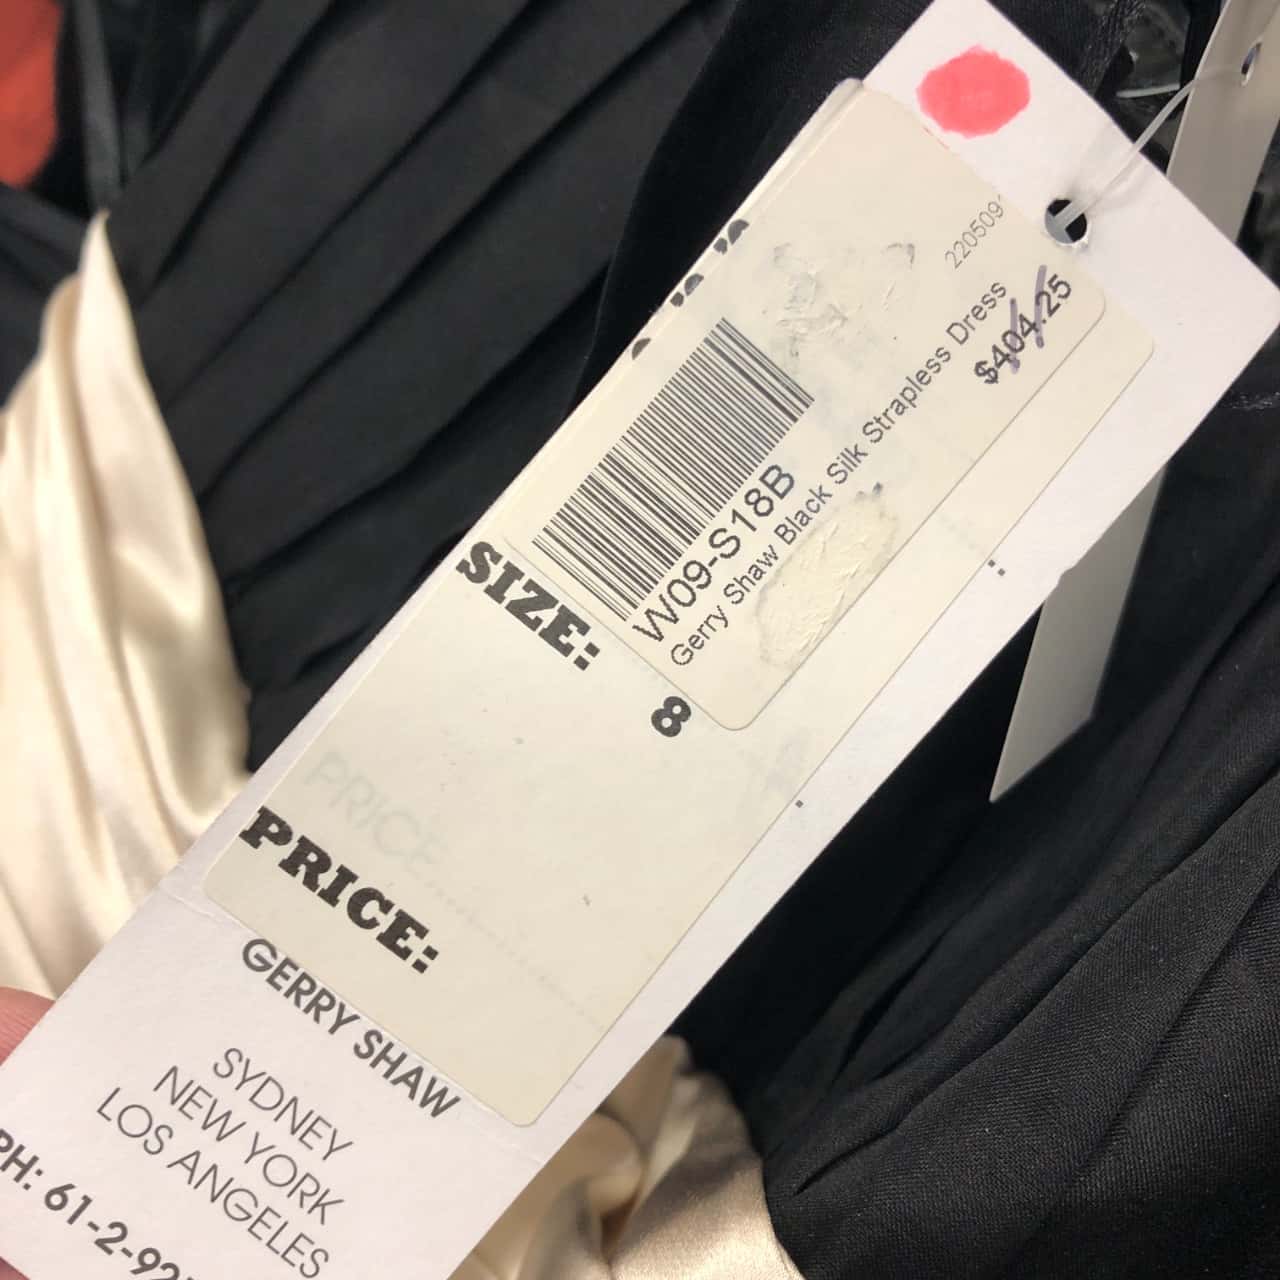 220509
$404.25
W09-S18B
Gerry Shaw Black Silk Strapless Dress
SIZE:
8
PRICE
PRICE:
GERRY SHAW
SYDNEY
NEW YORK
LOS ANGELES
PH: 61-2-92